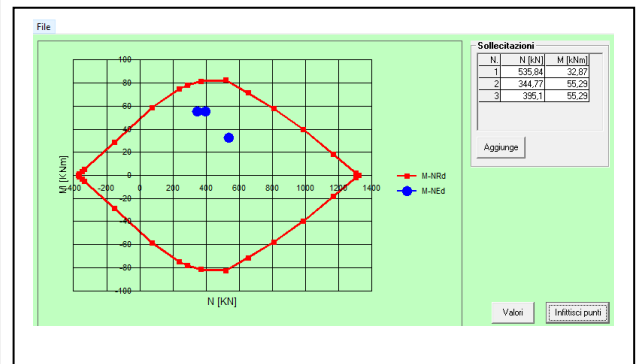 File
100
80
60
40
20
0
-20
-40
-60
-80
-100
-400 -200 0 200 400 600 800 1000 1200 1400
M [KNm]
N [KN]
M-NRd
M-NEd
Sollecitazioni
N. N [kN] M [kNm]
1 535,84 32,87
2 344,77 55,29
3 395,1 55,29
Aggiunge
Valori Infittisci punti